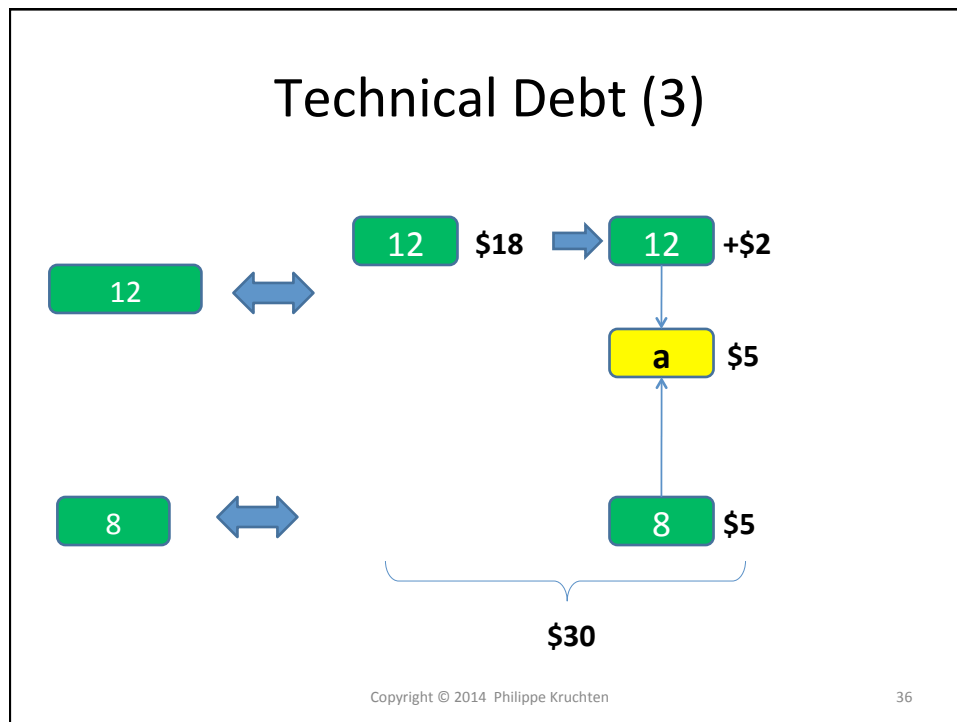 Technical Debt (3)
12 $18 12 +$2
12
a $5
8 8 $5
$30
Copyright © 2014 Philippe Kruchten 36